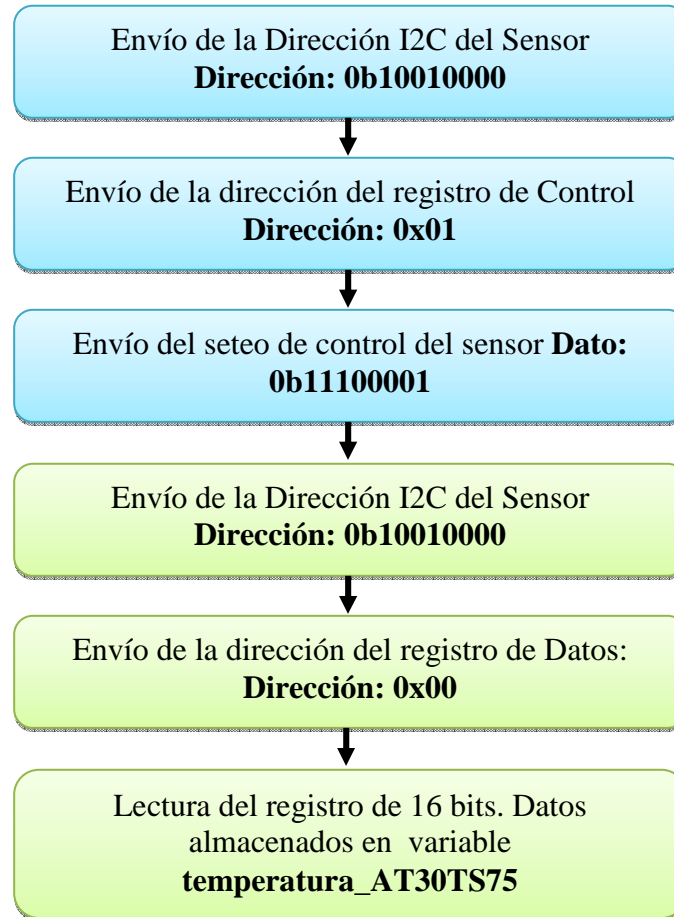 Envío de la Dirección I2C del Sensor
Dirección: 0b10010000
Envío de la dirección del registro de Control
Dirección: 0x01
Envío del seteo de control del sensor Dato:
0b11100001
Envío de la Dirección I2C del Sensor
Dirección: 0b10010000
Envío de la dirección del registro de Datos:
Dirección: 0x00
Lectura del registro de 16 bits. Datos
almacenados en variable
temperatura_AT30TS75